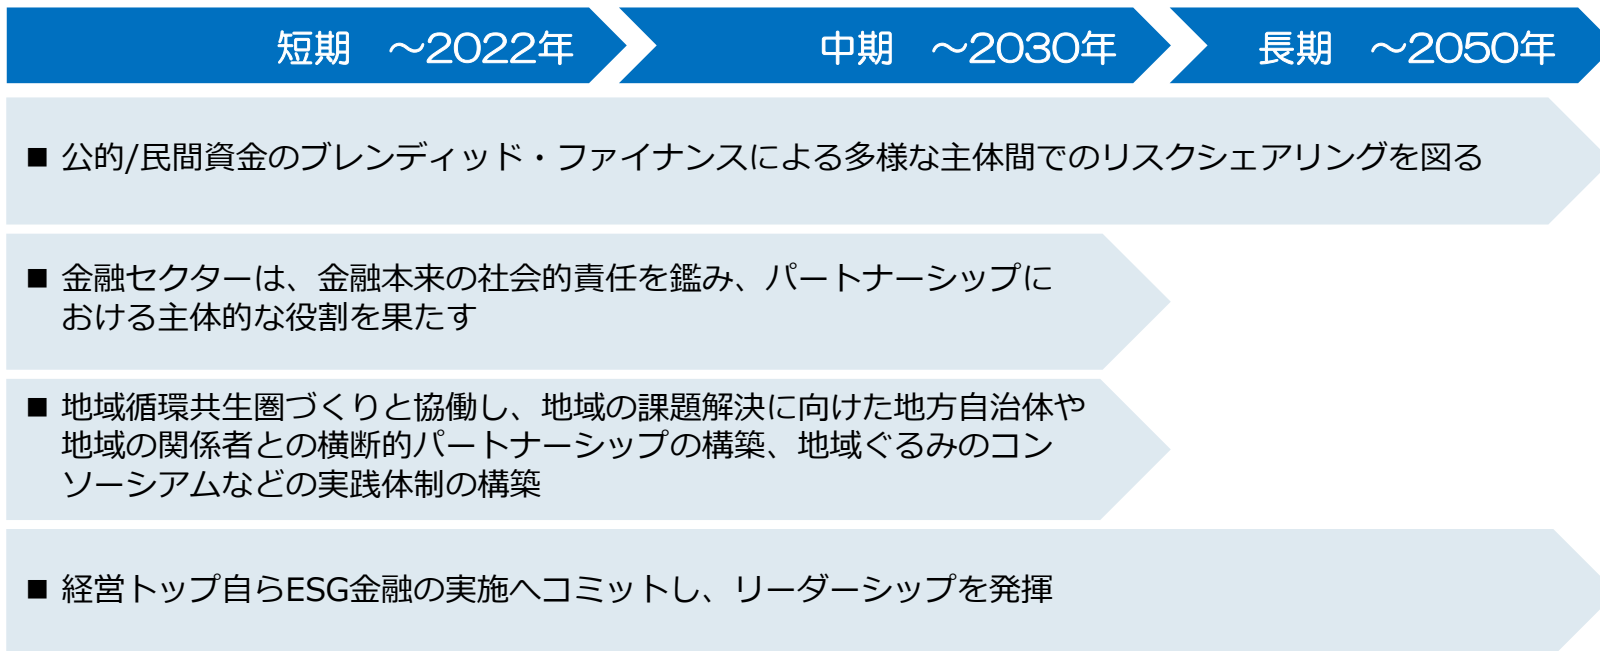 短期　～2022年
中期　～2030年
長期　～2050年
■ 公的/民間資金のブレンディッド・ファイナンスによる多様な主体間でのリスクシェアリングを図る
■ 金融セクターは、金融本来の社会的責任を鑑み、パートナーシップに
おける主体的な役割を果たす
■ 地域循環共生圏づくりと協働し、地域の課題解決に向けた地方自治体や
地域の関係者との横断的パートナーシップの構築、地域ぐるみのコン
ソーシアムなどの実践体制の構築
■ 経営トップ自らESG金融の実施へコミットし、リーダーシップを発揮